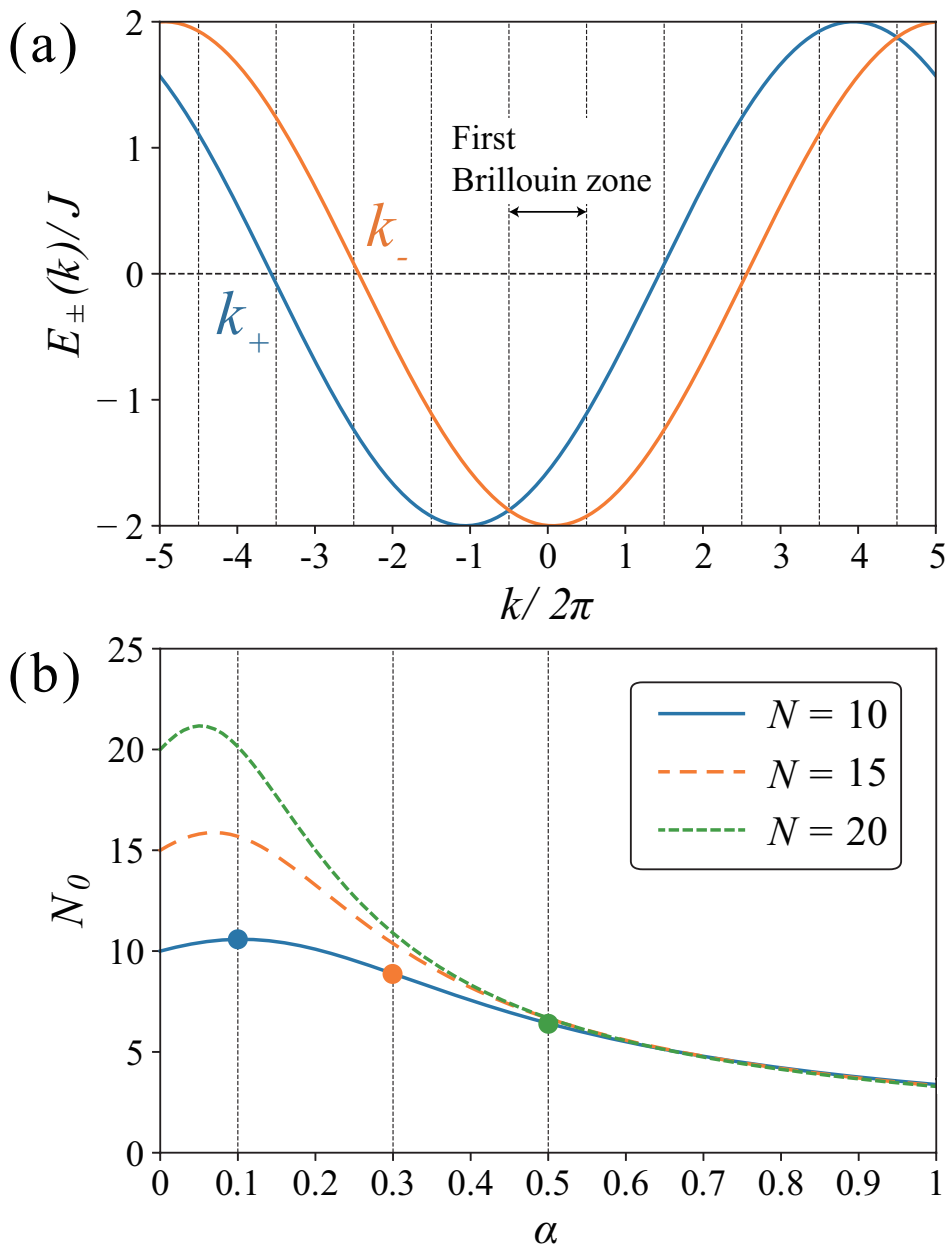 (a)
E±(k)/J
2
1
0
− 1
− 2
First
Brillouin zone
k-
k+
-5 -4 -3 -2 -1 0 1 2 3 4 5
k/ 2π
(b)
N0
25
20
15
10
5
0
N = 10
N = 15
N = 20
0 0.1 0.2 0.3 0.4 0.5 0.6 0.7 0.8 0.9 1
α